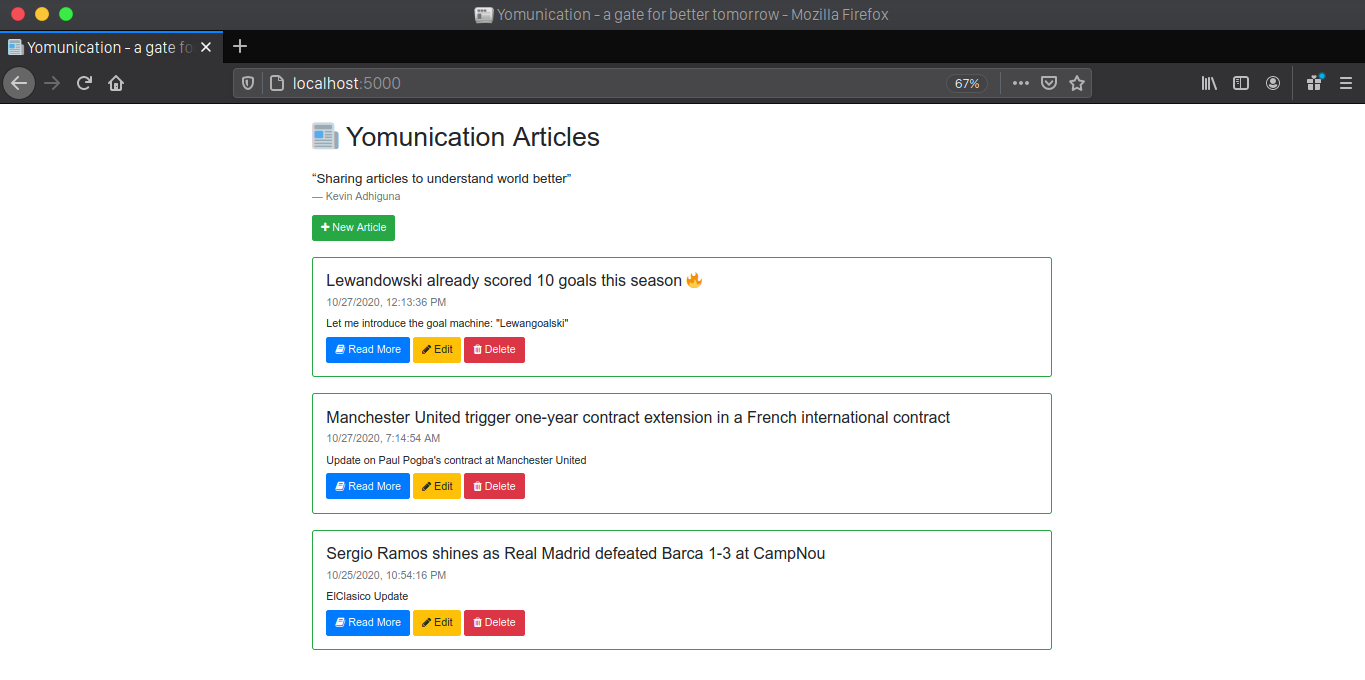 Yomunication - a gate for better tomorrow - Mozilla Firefox
Yomunication - a gate fo
localhost:5000
67%
Yomunication Articles
“Sharing articles to understand world better”
— Kevin Adhiguna
New Article
Lewandowski already scored 10 goals this season 🔥
10/27/2020, 12:13:36 PM
Let me introduce the goal machine: "Lewangoalski"
Read More Edit Delete
Manchester United trigger one-year contract extension in a French international contract
10/27/2020, 7:14:54 AM
Update on Paul Pogba's contract at Manchester United
Read More Edit Delete
Sergio Ramos shines as Real Madrid defeated Barca 1-3 at CampNou
10/25/2020, 10:54:16 PM
ElClasico Update
Read More Edit Delete